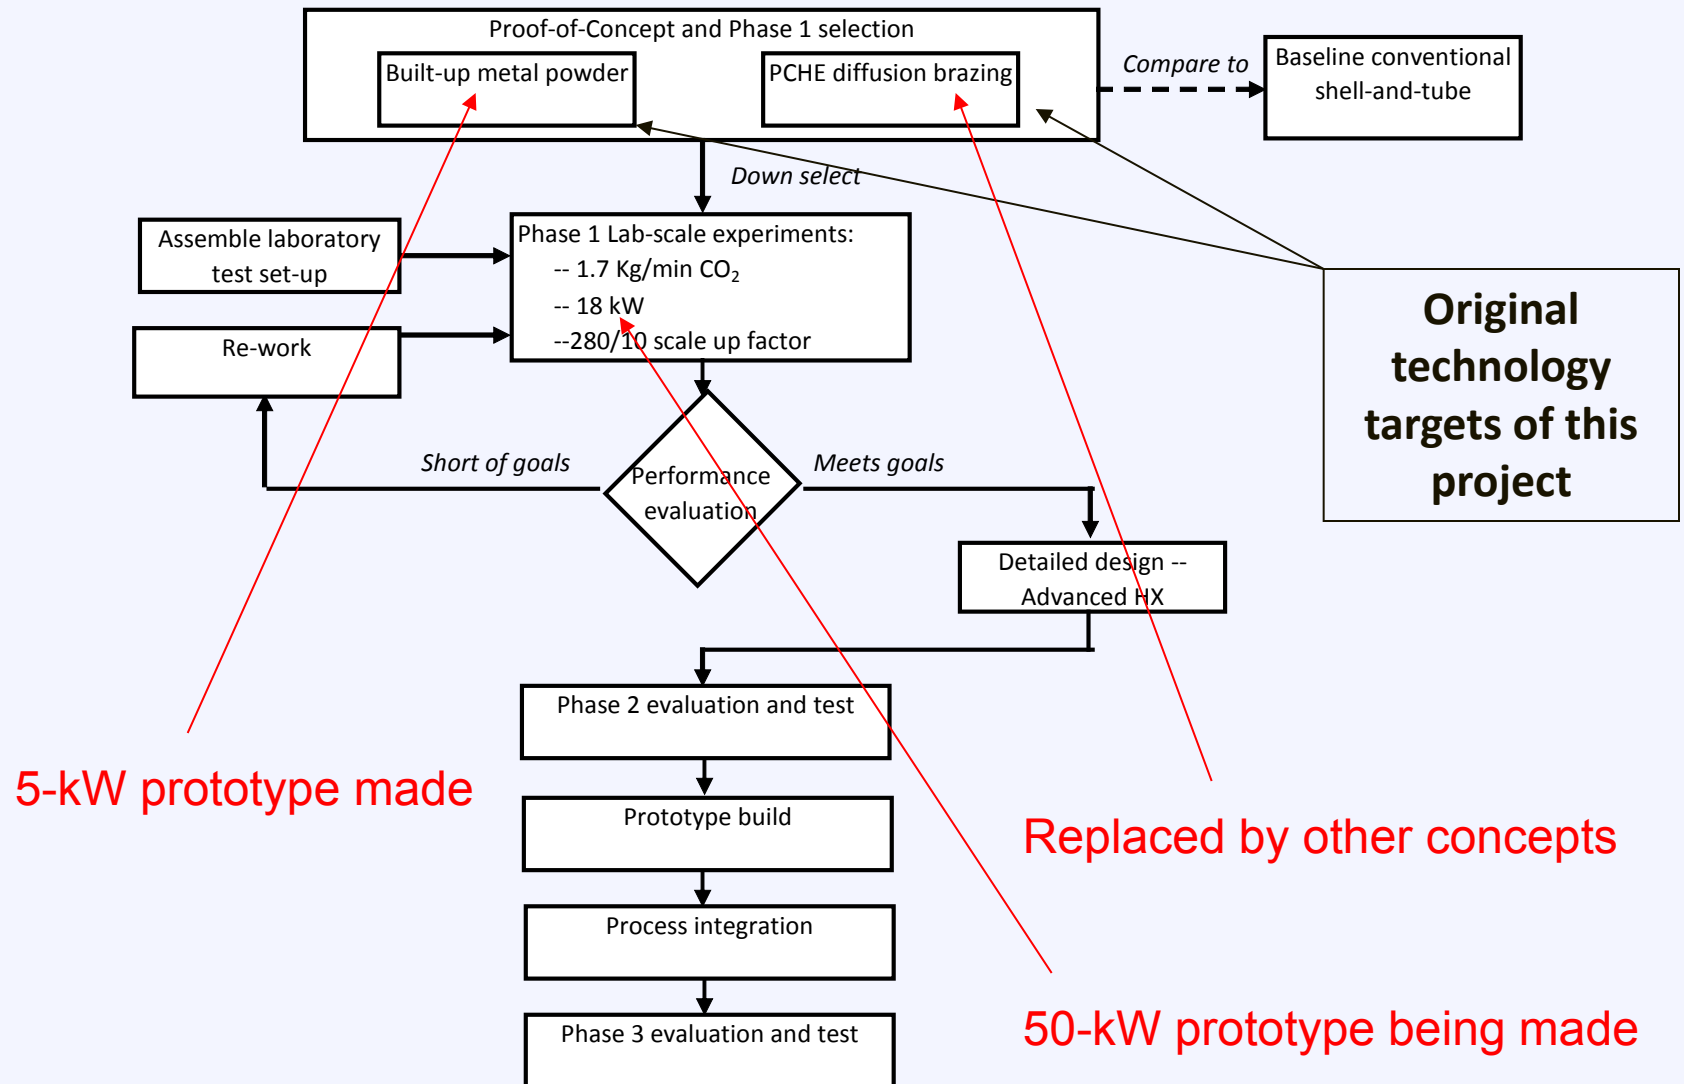 Proof-of-Concept and Phase 1 selection
Built-up metal powder
PCHE diffusion brazing
Compare to
Baseline conventional
shell-and-tube
Down select
Assemble laboratory
test set-up
Phase 1 Lab-scale experiments:
-- 1.7 Kg/min CO₂
-- 18 kW
--280/10 scale up factor
Re-work
Original
technology
targets of this
project
Short of goals
Performance
evaluation
Meets goals
Detailed design --
Advanced HX
Phase 2 evaluation and test
5-kW prototype made
Prototype build
Replaced by other concepts
Process integration
50-kW prototype being made
Phase 3 evaluation and test